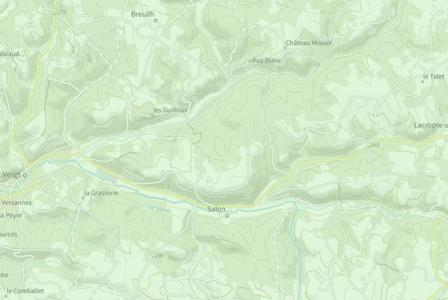 Breuilh
Château Missier
Puy Blanc
le Talet
les Guilloux
Lacropte
Vergt
la Grasserie
Versannes
la Peyre
Salon
le Vern
le Comballet